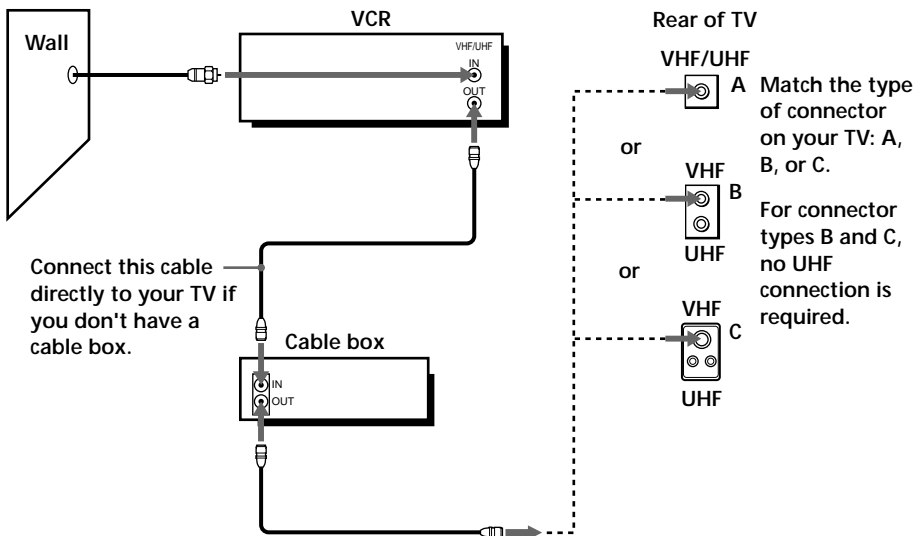 VCR
Rear of TV
Wall
VHF/UHF
IN
OUT
VHF/UHF
A
Match the type
of connector
on your TV: A,
B, or C.
or
VHF
B
UHF
For connector
types B and C,
no UHF
connection is
required.
or
VHF
C
UHF
Connect this cable
directly to your TV if
you don't have a
cable box.
Cable box
IN
OUT